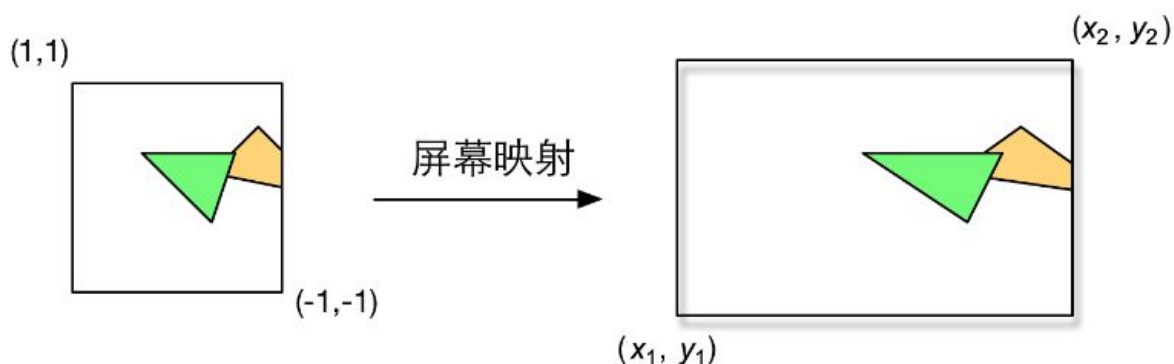 (1,1)
(x₂, y₂)
屏幕映射
(-1,-1)
(x₁, y₁)